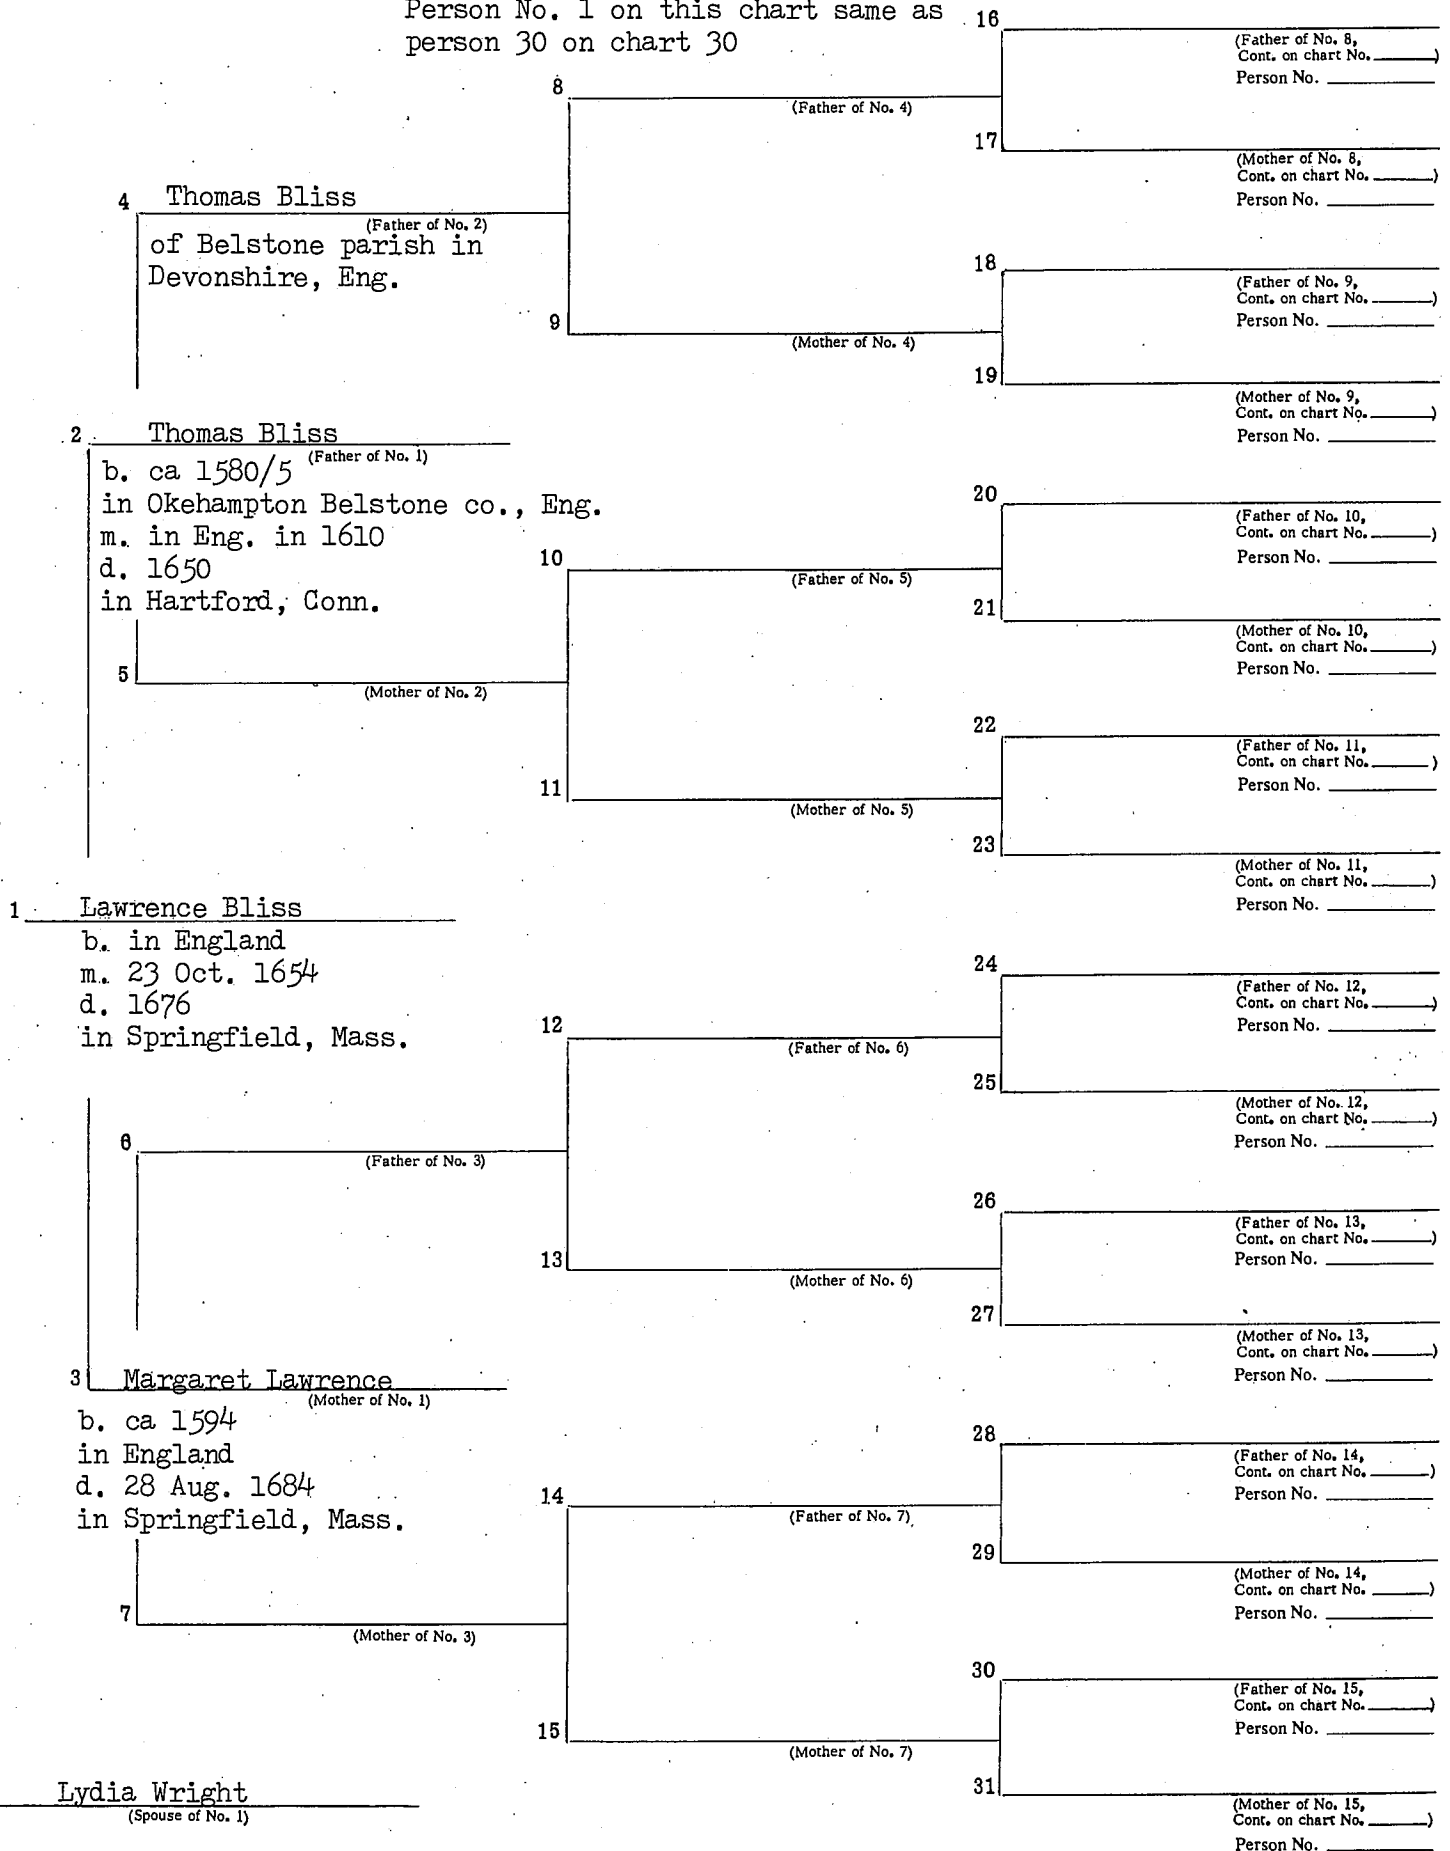 Person No. 1 on this chart same as
person 30 on chart 30
4 Thomas Bliss
(Father of No. 2)
of Belstone parish in
Devonshire, Eng.
2 Thomas Bliss
(Father of No. 1)
b. ca 1580/5
in Okehampton Belstone co., Eng.
m. in Eng. in 1610
d. 1650
in Hartford, Conn.
5
(Mother of No. 2)
1 Lawrence Bliss
b. in England
m. 23 Oct. 1654
d. 1676
in Springfield, Mass.
6
(Father of No. 3)
3 Margaret Lawrence
(Mother of No. 1)
b. ca 1594
in England
d. 28 Aug. 1684
in Springfield, Mass.
7
(Mother of No. 3)
Lydia Wright
(Spouse of No. 1)
8
(Father of No. 4)
9
(Mother of No. 4)
10
(Father of No. 5)
11
(Mother of No. 5)
12
(Father of No. 6)
13
(Mother of No. 6)
14
(Father of No. 7)
15
(Mother of No. 7)
16
(Father of No. 8,
Cont. on chart No. )
Person No.
17
(Mother of No. 8,
Cont. on chart No. )
Person No.
18
(Father of No. 9,
Cont. on chart No. )
Person No.
19
(Mother of No. 9,
Cont. on chart No. )
Person No.
20
(Father of No. 10,
Cont. on chart No. )
Person No.
21
(Mother of No. 10,
Cont. on chart No. )
Person No.
22
(Father of No. 11,
Cont. on chart No. )
Person No.
23
(Mother of No. 11,
Cont. on chart No. )
Person No.
24
(Father of No. 12,
Cont. on chart No. )
Person No.
25
(Mother of No. 12,
Cont. on chart No. )
Person No.
26
(Father of No. 13,
Cont. on chart No. )
Person No.
27
(Mother of No. 13,
Cont. on chart No. )
Person No.
28
(Father of No. 14,
Cont. on chart No. )
Person No.
29
(Mother of No. 14,
Cont. on chart No. )
Person No.
30
(Father of No. 15,
Cont. on chart No. )
Person No.
31
(Mother of No. 15,
Cont. on chart No. )
Person No.